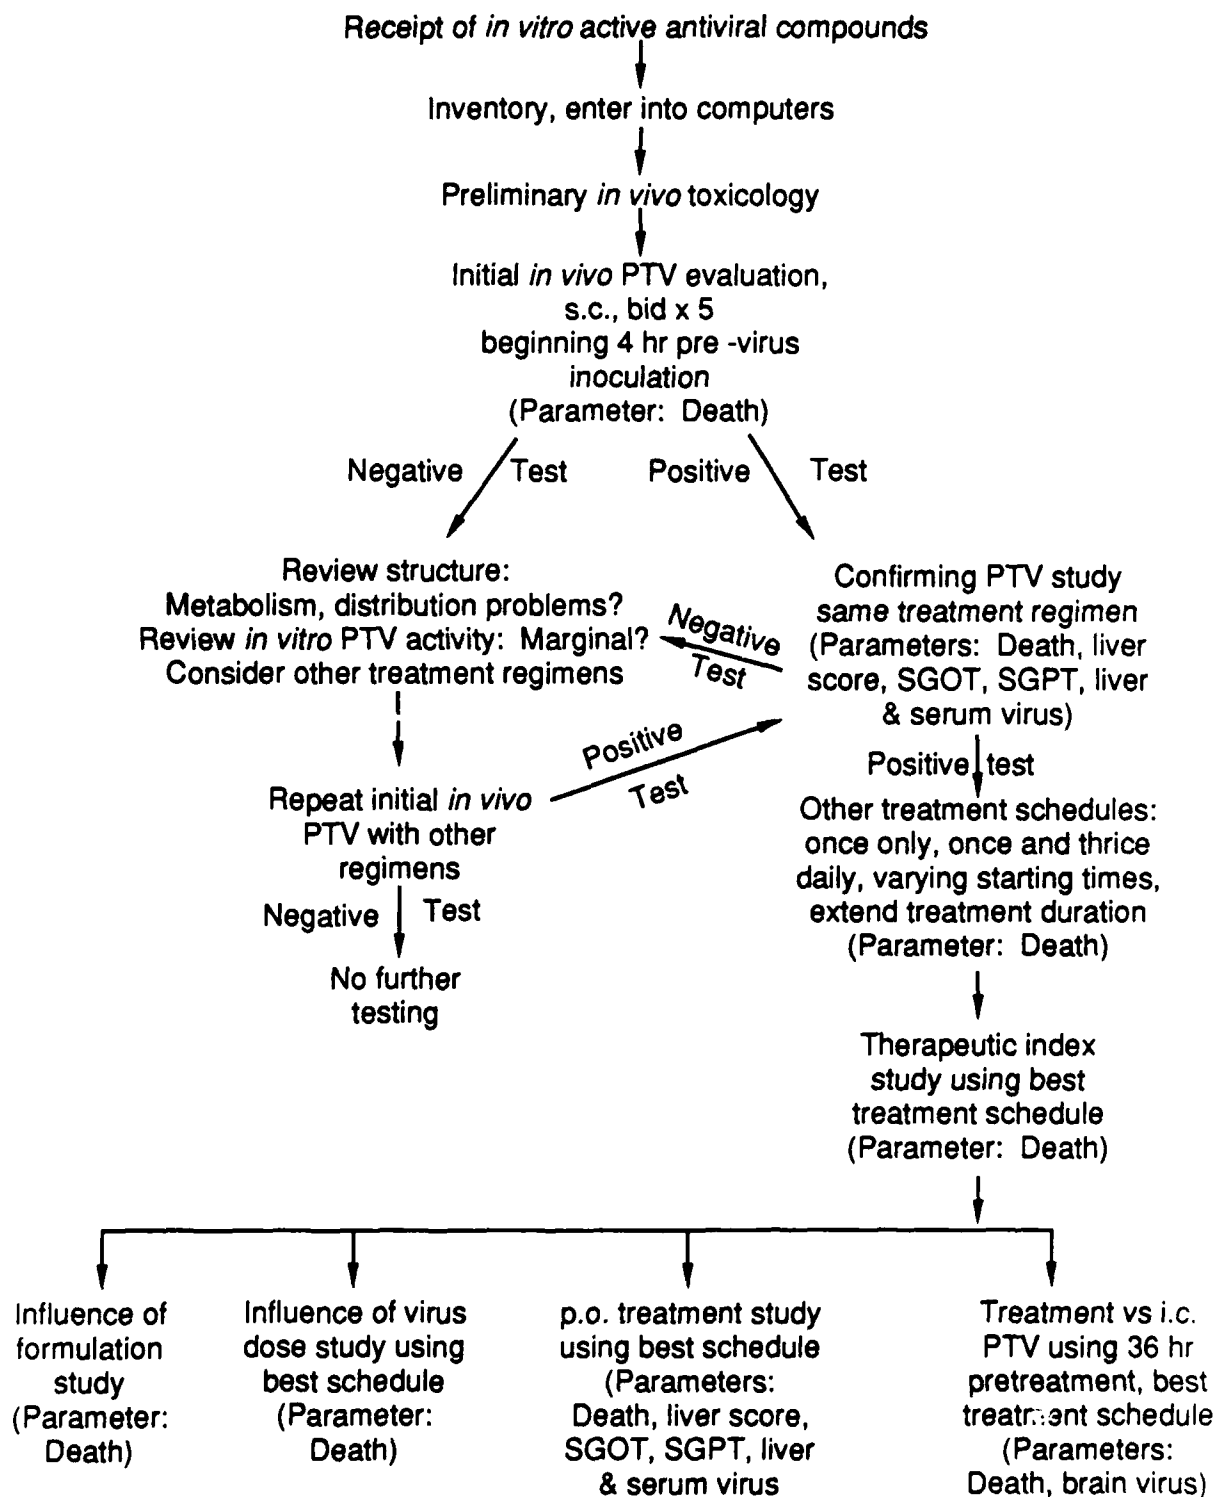 Receipt of in vitro active antiviral compounds
Inventory, enter into computers
Preliminary in vivo toxicology
Initial in vivo PTV evaluation,
s.c., bid x 5
beginning 4 hr pre -virus
inoculation
(Parameter: Death)
Negative Test
Positive Test
Review structure:
Metabolism, distribution problems?
Review in vitro PTV activity: Marginal?
Consider other treatment regimens
Negative
Test
Confirming PTV study
same treatment regimen
(Parameters: Death, liver
score, SGOT, SGPT, liver
& serum virus)
Positive
Test
Repeat initial in vivo
PTV with other
regimens
Negative Test
No further
testing
Positive test
Other treatment schedules:
once only, once and thrice
daily, varying starting times,
extend treatment duration
(Parameter: Death)
Therapeutic index
study using best
treatment schedule
(Parameter: Death)
Influence of
formulation
study
(Parameter:
Death)
Influence of virus
dose study using
best schedule
(Parameter:
Death)
p.o. treatment study
using best schedule
(Parameters:
Death, liver score,
SGOT, SGPT, liver
& serum virus
Treatment vs i.c.
PTV using 36 hr
pretreatment, best
treatment schedule
(Parameters:
Death, brain virus)